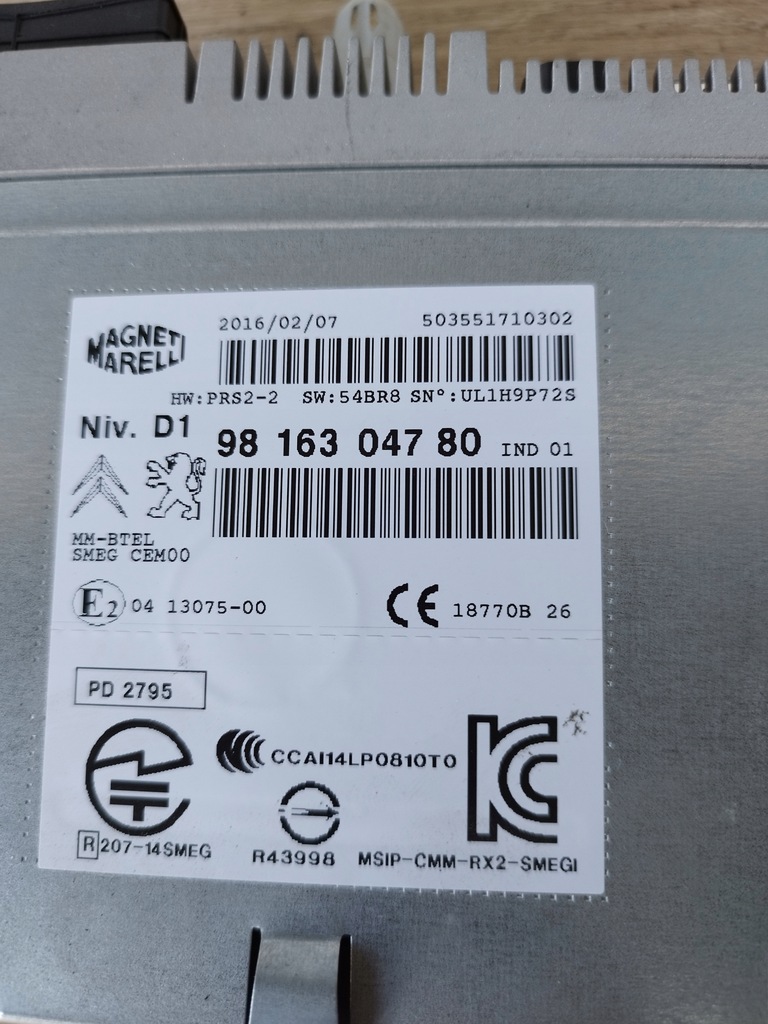 MAGNETI
MARELLI
2016/02/07 503551710302
HW:PRS2-2 SW:54BR8 SN°:UL1H9P72S
Niv. D1
98 163 047 80 IND 01
MM-BTEL
SMEG CEM00
E2 04 13075-00
CE 18770B 26
PD 2795
CCAI14LP0810T0
R 207-14SMEG
R43998
MSIP-CMM-RX2-SMEGI